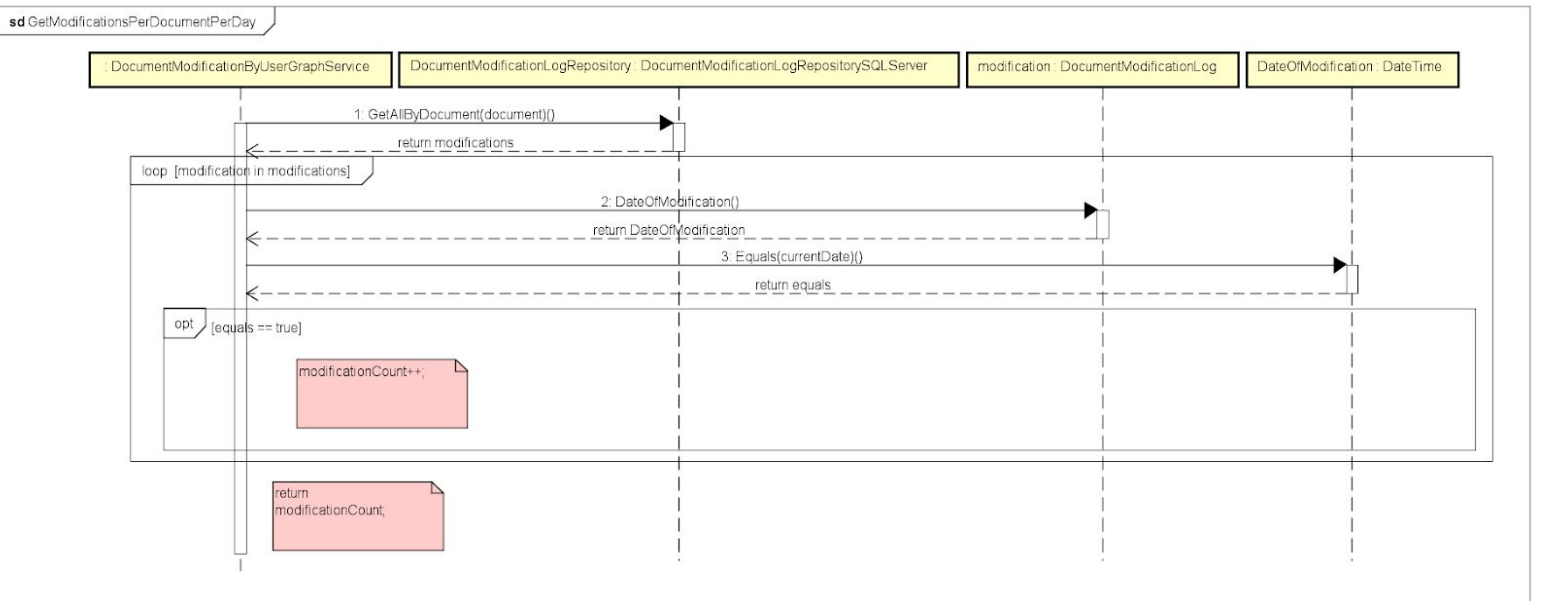 sd GetModificationsPerDocumentPerDay
: DocumentModificationByUserGraphService
DocumentModificationLogRepository : DocumentModificationLogRepositorySQLServer
modification : DocumentModificationLog
DateOfModification : DateTime
1: GetAllByDocument(document)()
return modifications
loop [modification in modifications]
2: DateOfModification()
return DateOfModification
3: Equals(currentDate)()
return equals
opt [equals == true]
modificationCount++;
return
modificationCount;